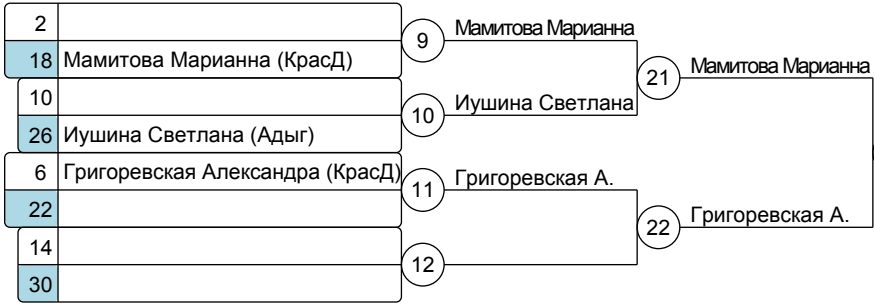 2
18 Мамитова Марианна (КрасД)
10
26 Иушина Светлана (Адыг)
6 Григоревская Александра (КрасД)
22
14
30
9 Мамитова Марианна
10 Иушина Светлана
11 Григоревская А.
12
21 Мамитова Марианна
22 Григоревская А.